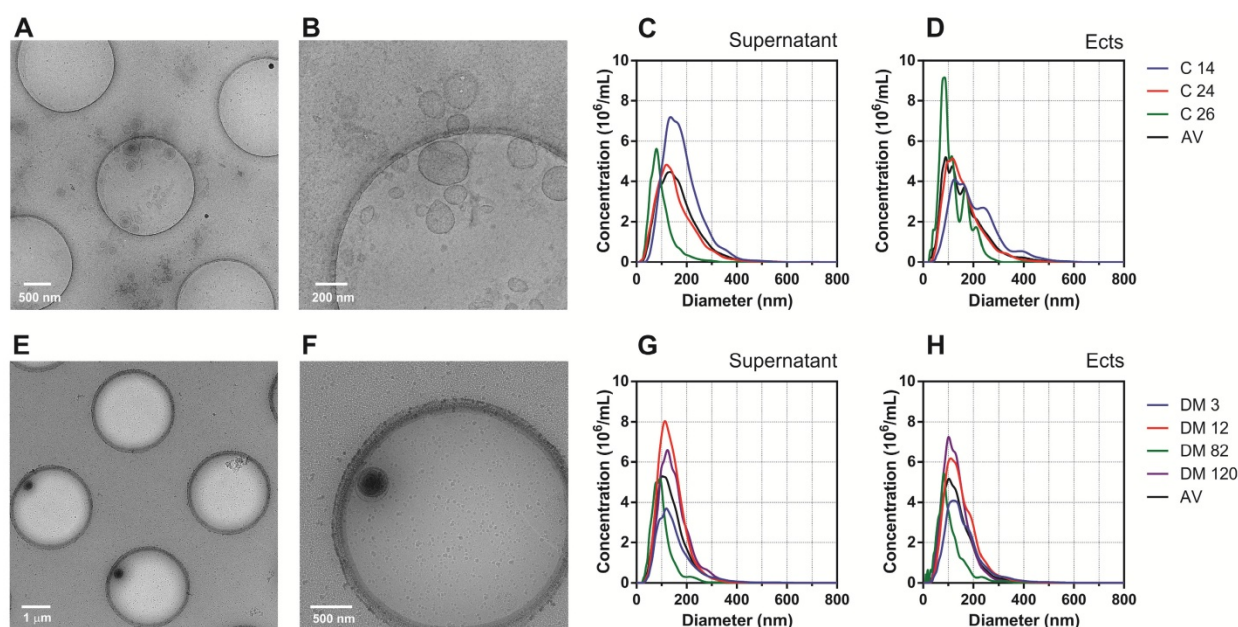 A
B
C
Supernatant
D
Ects
500 nm
200 nm
Concentration (10⁶/mL)
10
8
6
4
2
0
0 200 400 600 800
Diameter (nm)
Concentration (10⁶/mL)
10
8
6
4
2
0
0 200 400 600 800
Diameter (nm)
C 14
C 24
C 26
AV
E
F
G
Supernatant
H
Ects
1 μm
500 nm
Concentration (10⁶/mL)
10
8
6
4
2
0
0 200 400 600 800
Diameter (nm)
Concentration (10⁶/mL)
10
8
6
4
2
0
0 200 400 600 800
Diameter (nm)
DM 3
DM 12
DM 82
DM 120
AV